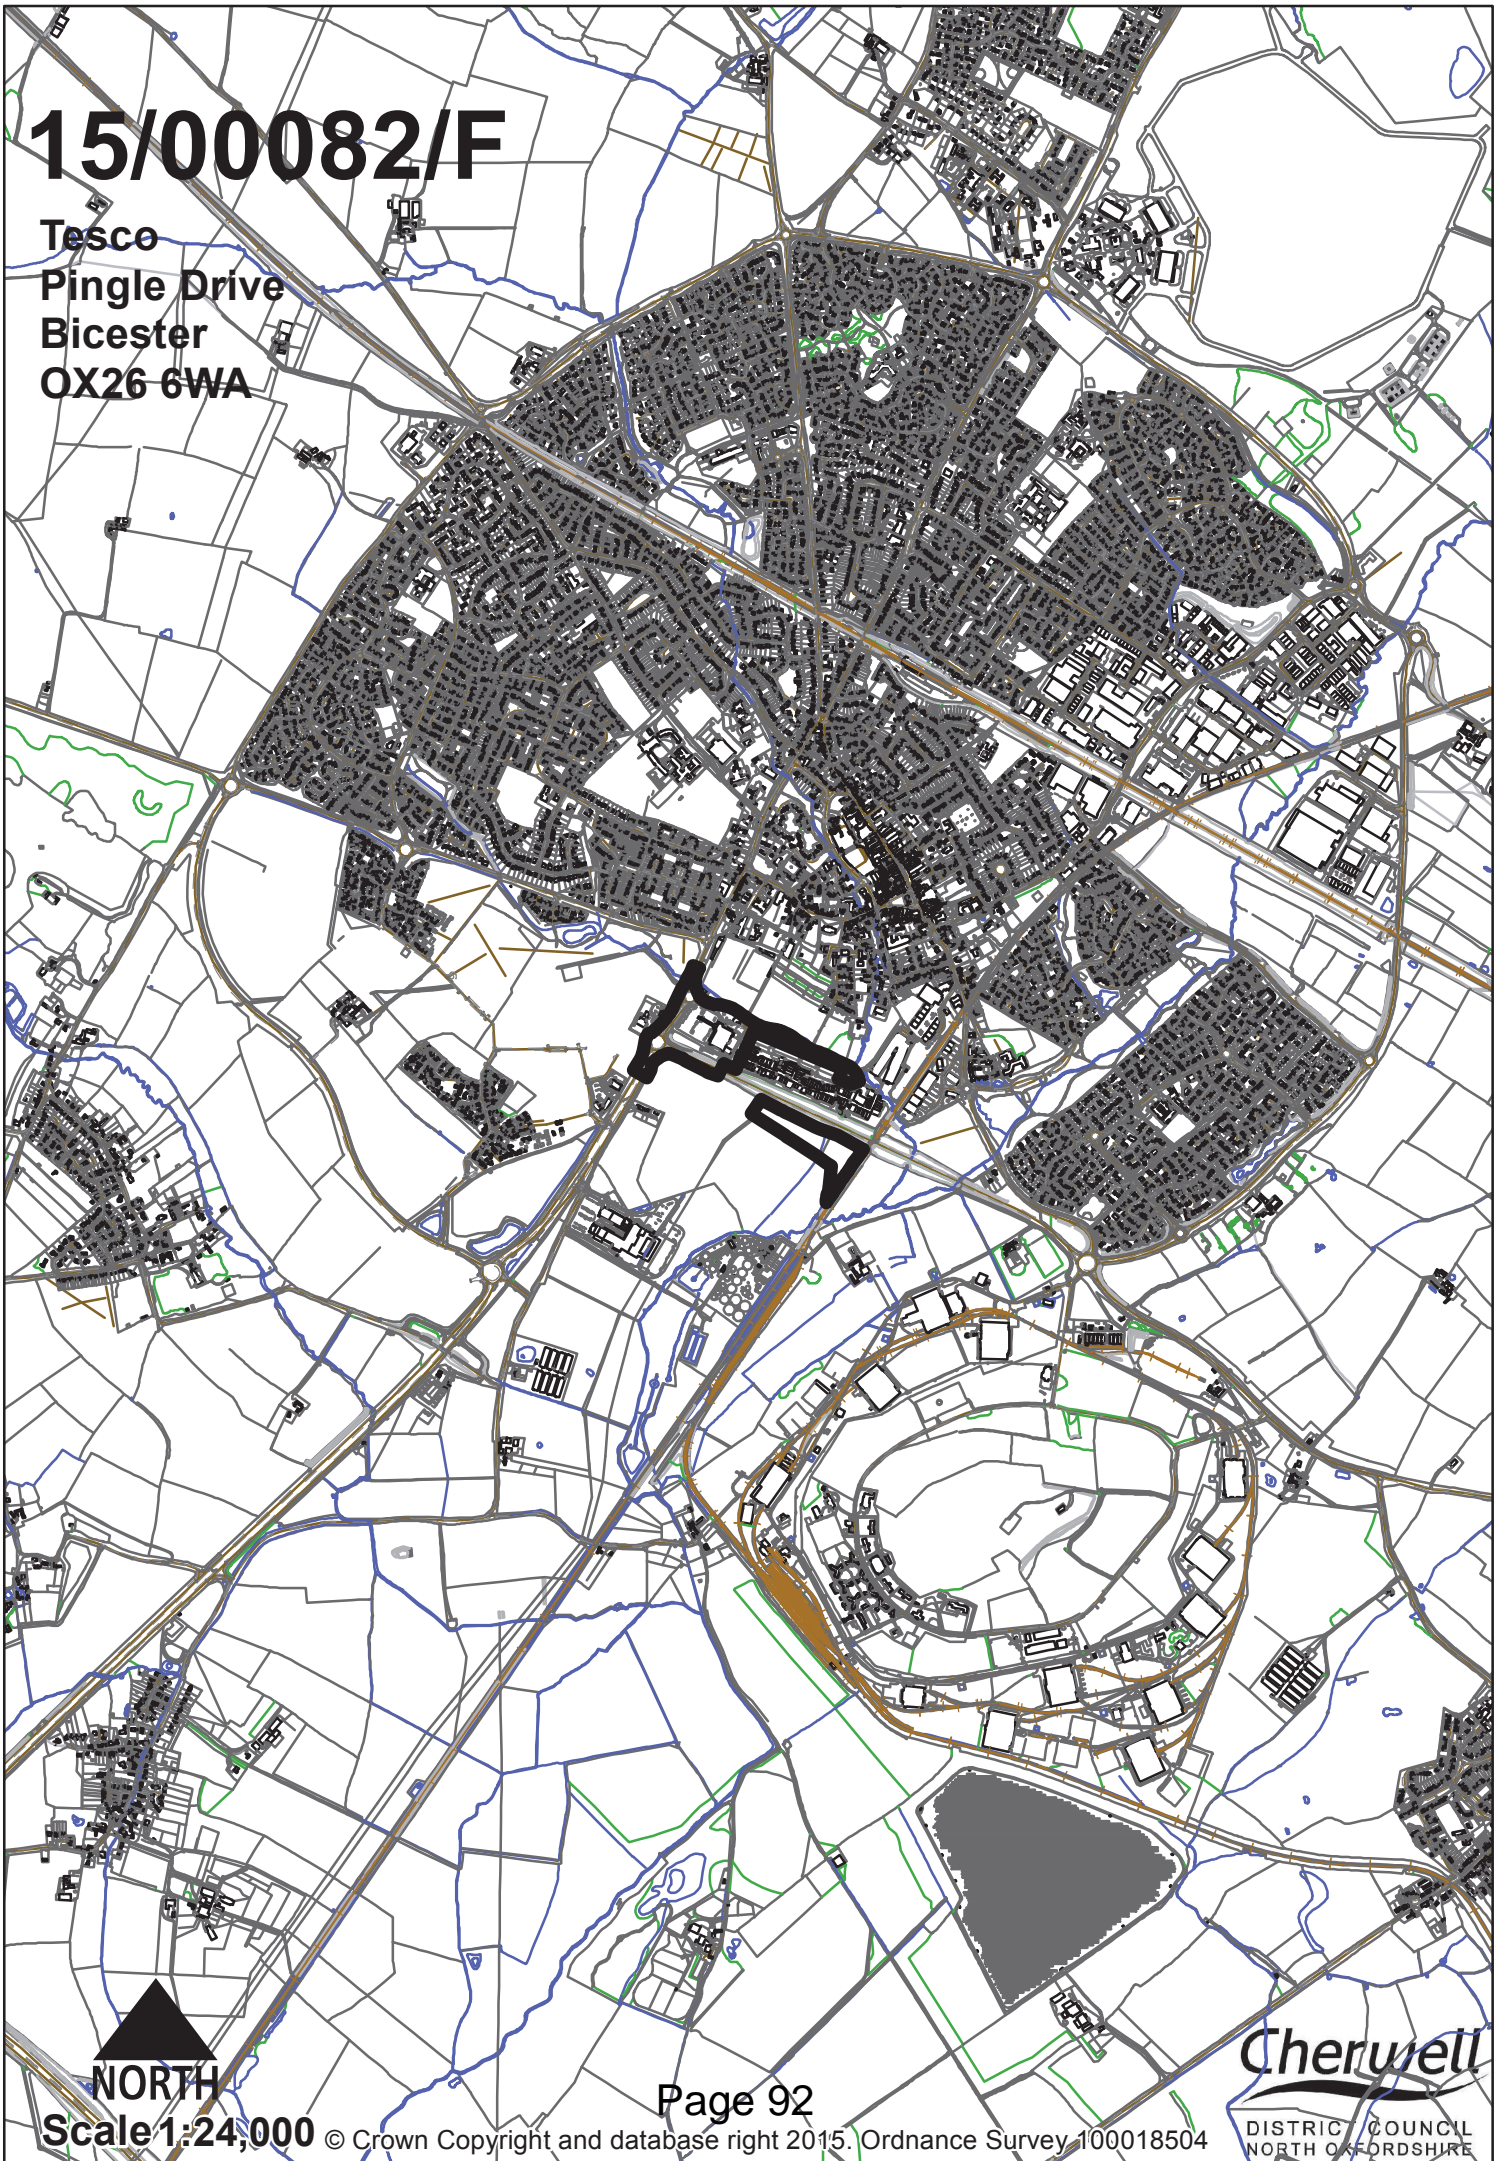 15/00082/F
Tesco
Pingle Drive
Bicester
OX26 6WA
NORTH
Scale 1:24,000
Page 92
© Crown Copyright and database right 2015. Ordnance Survey 100018504
Cherwell
DISTRICT COUNCIL
NORTH OXFORDSHIRE